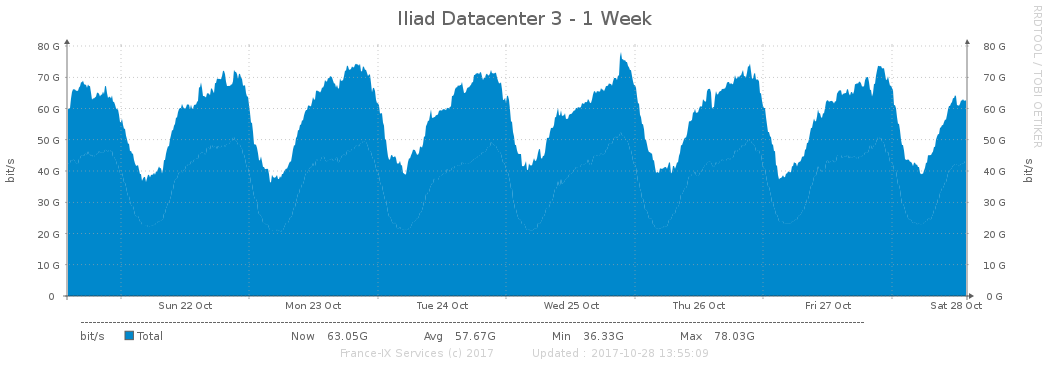 Iliad Datacenter 3 - 1 Week
RRDTOOL / TOBI OETIKER
bit/s
80 G 80 G
70 G 70 G
60 G 60 G
50 G 50 G
40 G 40 G
30 G 30 G
20 G 20 G
10 G 10 G
0 0 G
bit/s
Sun 22 Oct Mon 23 Oct Tue 24 Oct Wed 25 Oct Thu 26 Oct Fri 27 Oct Sat 28 Oct
bit/s Total Now 63.05G Avg 57.67G Min 36.33G Max 78.03G
France-IX Services (c) 2017 Updated : 2017-10-28 13:55:09